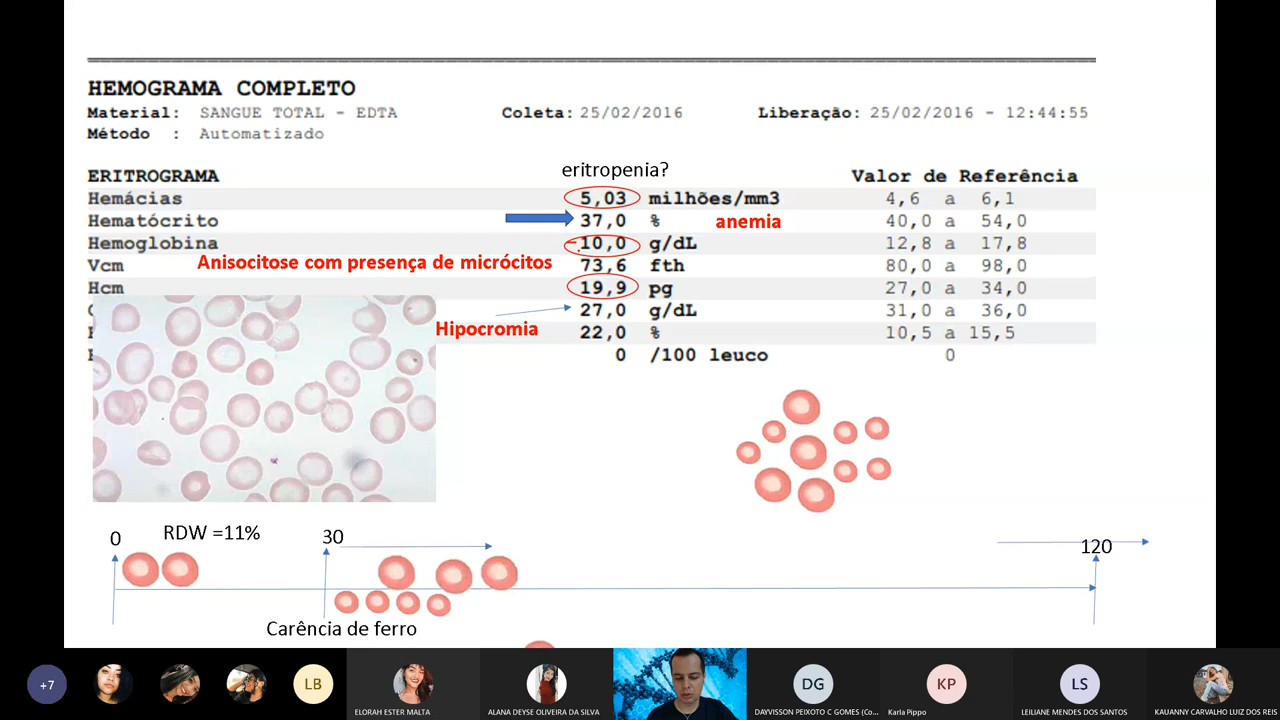 HEMOGRAMA COMPLETO
Material: SANGUE TOTAL - EDTA Coleta: 25/02/2016 Liberação: 25/02/2016 - 12:44:55
Método : Automatizado
eritropenia?
ERITROGRAMA Valor de Referência
Hemácias 5,03 milhões/mm3 4,6 a 6,1
Hematócrito 37,0 % anemia 40,0 a 54,0
Hemoglobina 10,0 g/dL 12,8 a 17,8
Anisocitose com presença de micrócitos
Vcm 73,6 fth 80,0 a 98,0
Hcm 19,9 pg 27,0 a 34,0
27,0 g/dL 31,0 a 36,0
Hipocromia
22,0 % 10,5 a 15,5
0 /100 leuco 0
0 RDW =11% 30 120
Carência de ferro
+7 LB DG KP LS
ELORAH ESTER MALTA ALANA DEYSE OLIVEIRA DA SILVA DAYVISSON PEIXOTO C GOMES (Co... Karla Pippo LEILIANE MENDES DOS SANTOS KAUANNY CARVALHO LUIZ DOS REIS